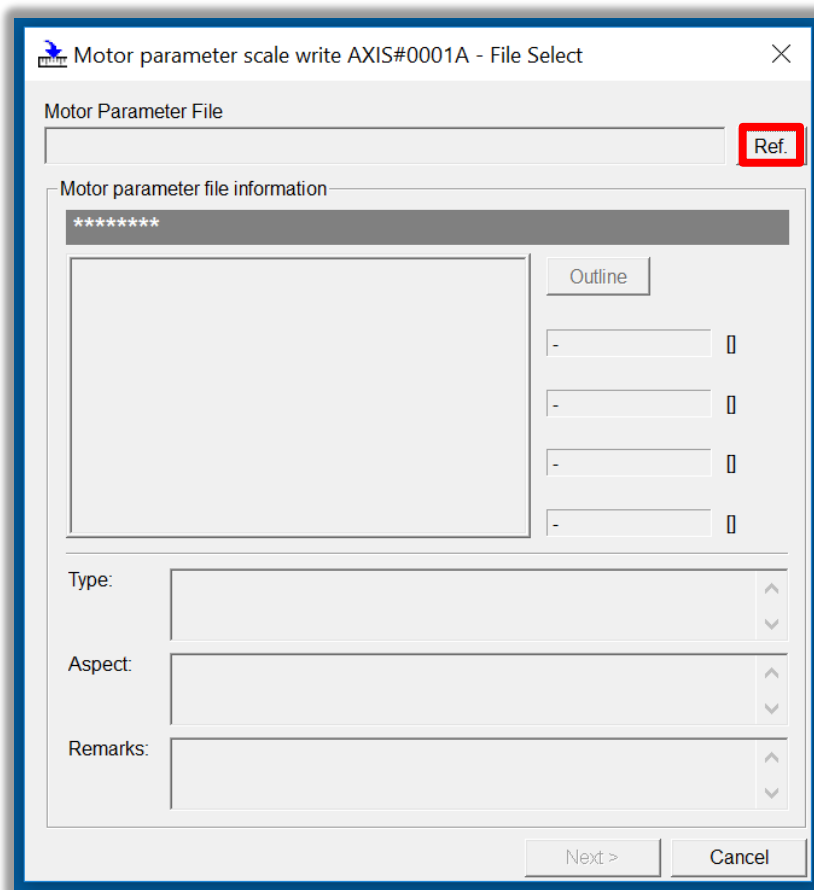 Motor parameter scale write AXIS#0001A - File Select
Motor Parameter File
Ref.
Motor parameter file information
********
Outline
- []
- []
- []
- []
Type:
Aspect:
Remarks:
Next >
Cancel